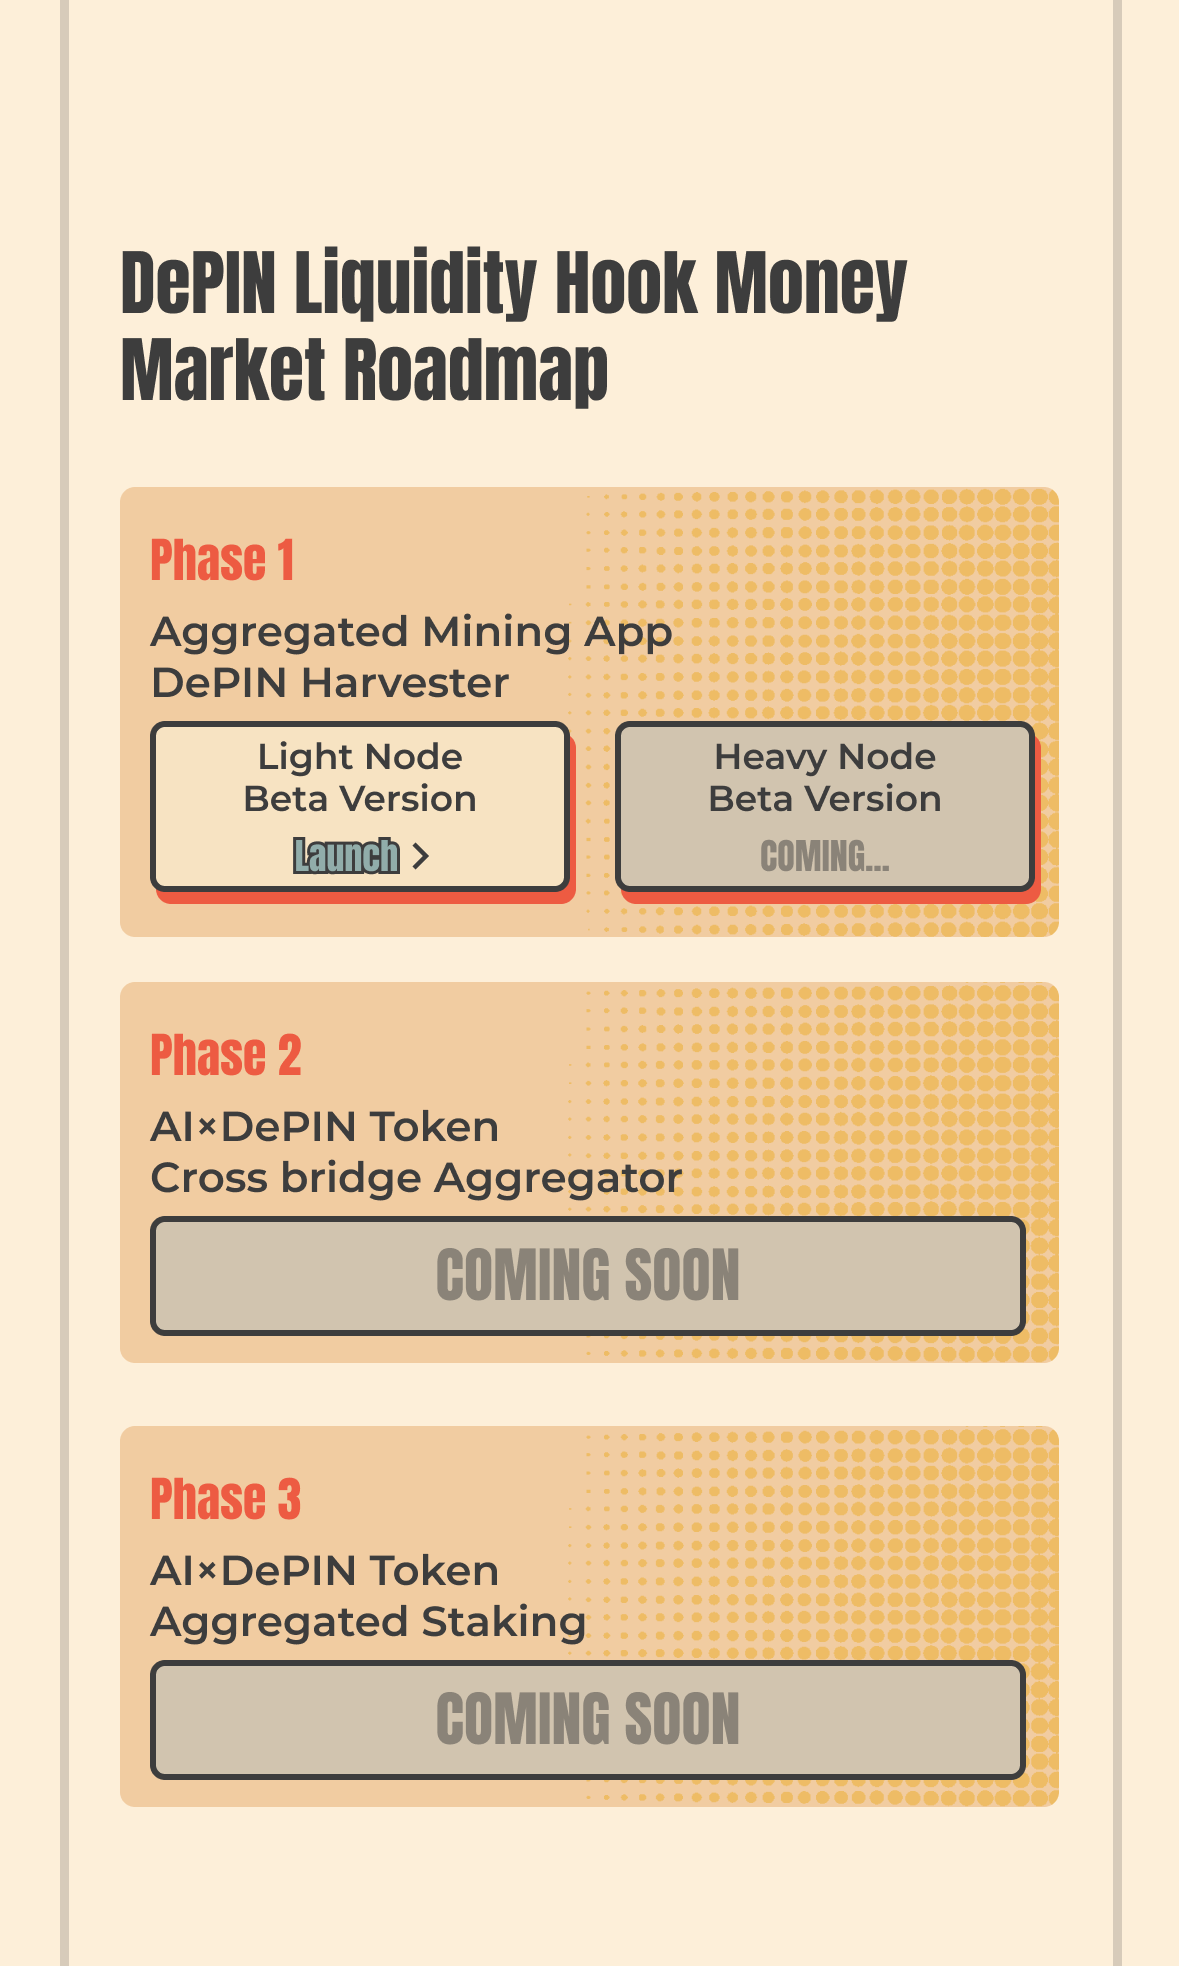 DePIN Liquidity Hook Money
Market Roadmap
Phase 1
Aggregated Mining App
DePIN Harvester
Light Node
Beta Version
Launch >
Heavy Node
Beta Version
COMING...
Phase 2
AI×DePIN Token
Cross bridge Aggregator
COMING SOON
Phase 3
AI×DePIN Token
Aggregated Staking
COMING SOON